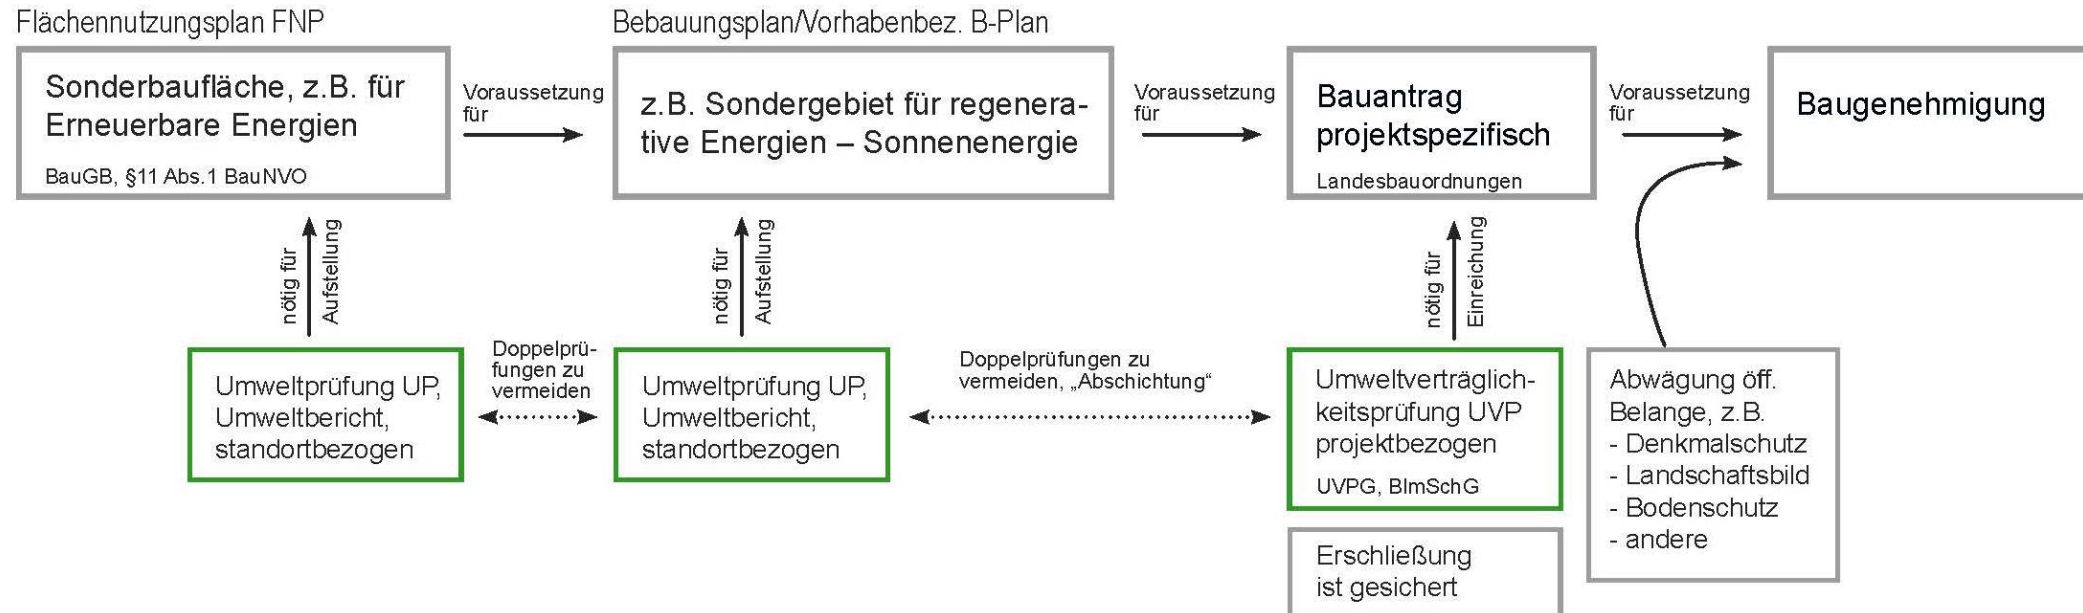 Flächennutzungsplan FNP
Sonderbaufläche, z.B. für
Erneuerbare Energien
BauGB, §11 Abs.1 BauNVO
Voraussetzung
für
Bebauungsplan/Vorhabenbez. B-Plan
z.B. Sondergebiet für regenera-
tive Energien – Sonnenenergie
Voraussetzung
für
Bauantrag
projektspezifisch
Landesbauordnungen
Voraussetzung
für
Baugenehmigung
nötig für
Aufstellung
nötig für
Aufstellung
nötig für
Einreichung
Umweltprüfung UP,
Umweltbericht,
standortbezogen
Doppelprü-
fungen zu
vermeiden
Umweltprüfung UP,
Umweltbericht,
standortbezogen
Doppelprüfungen zu
vermeiden, „Abschichtung“
Umweltverträglich-
keitsprüfung UVP
projektbezogen
UVPG, BImSchG
Abwägung öff.
Belange, z.B.
- Denkmalschutz
- Landschaftsbild
- Bodenschutz
- andere
Erschließung
ist gesichert